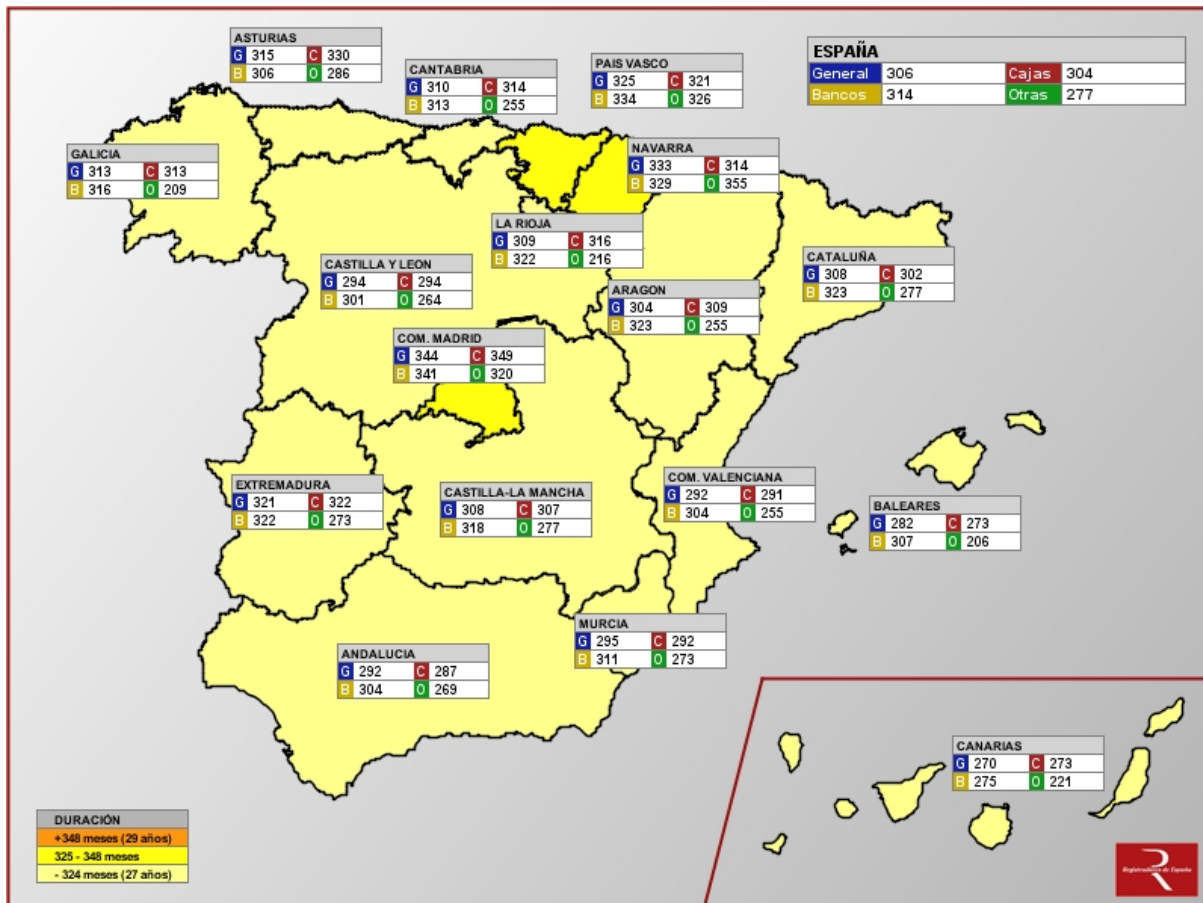 ASTURIAS
G 315 C 330
B 306 O 286
CANTABRIA
G 310 C 314
B 313 O 255
PAIS VASCO
G 325 C 321
B 334 O 326
ESPAÑA
General 306 Cajas 304
Bancos 314 Otras 277
GALICIA
G 313 C 313
B 316 O 209
NAVARRA
G 333 C 314
B 329 O 355
LA RIOJA
G 309 C 316
B 322 O 216
CASTILLA Y LEON
G 294 C 294
B 301 O 264
CATALUÑA
G 308 C 302
B 323 O 277
ARAGON
G 304 C 309
B 323 O 255
COM. MADRID
G 344 C 349
B 341 O 320
EXTREMADURA
G 321 C 322
B 322 O 273
CASTILLA-LA MANCHA
G 308 C 307
B 318 O 277
COM. VALENCIANA
G 292 C 291
B 304 O 255
BALEARES
G 282 C 273
B 307 O 206
MURCIA
G 295 C 292
B 311 O 273
ANDALUCIA
G 292 C 287
B 304 O 269
CANARIAS
G 270 C 273
B 275 O 221
DURACIÓN
+348 meses (29 años)
325 - 348 meses
- 324 meses (27 años)
R
Registradores de España